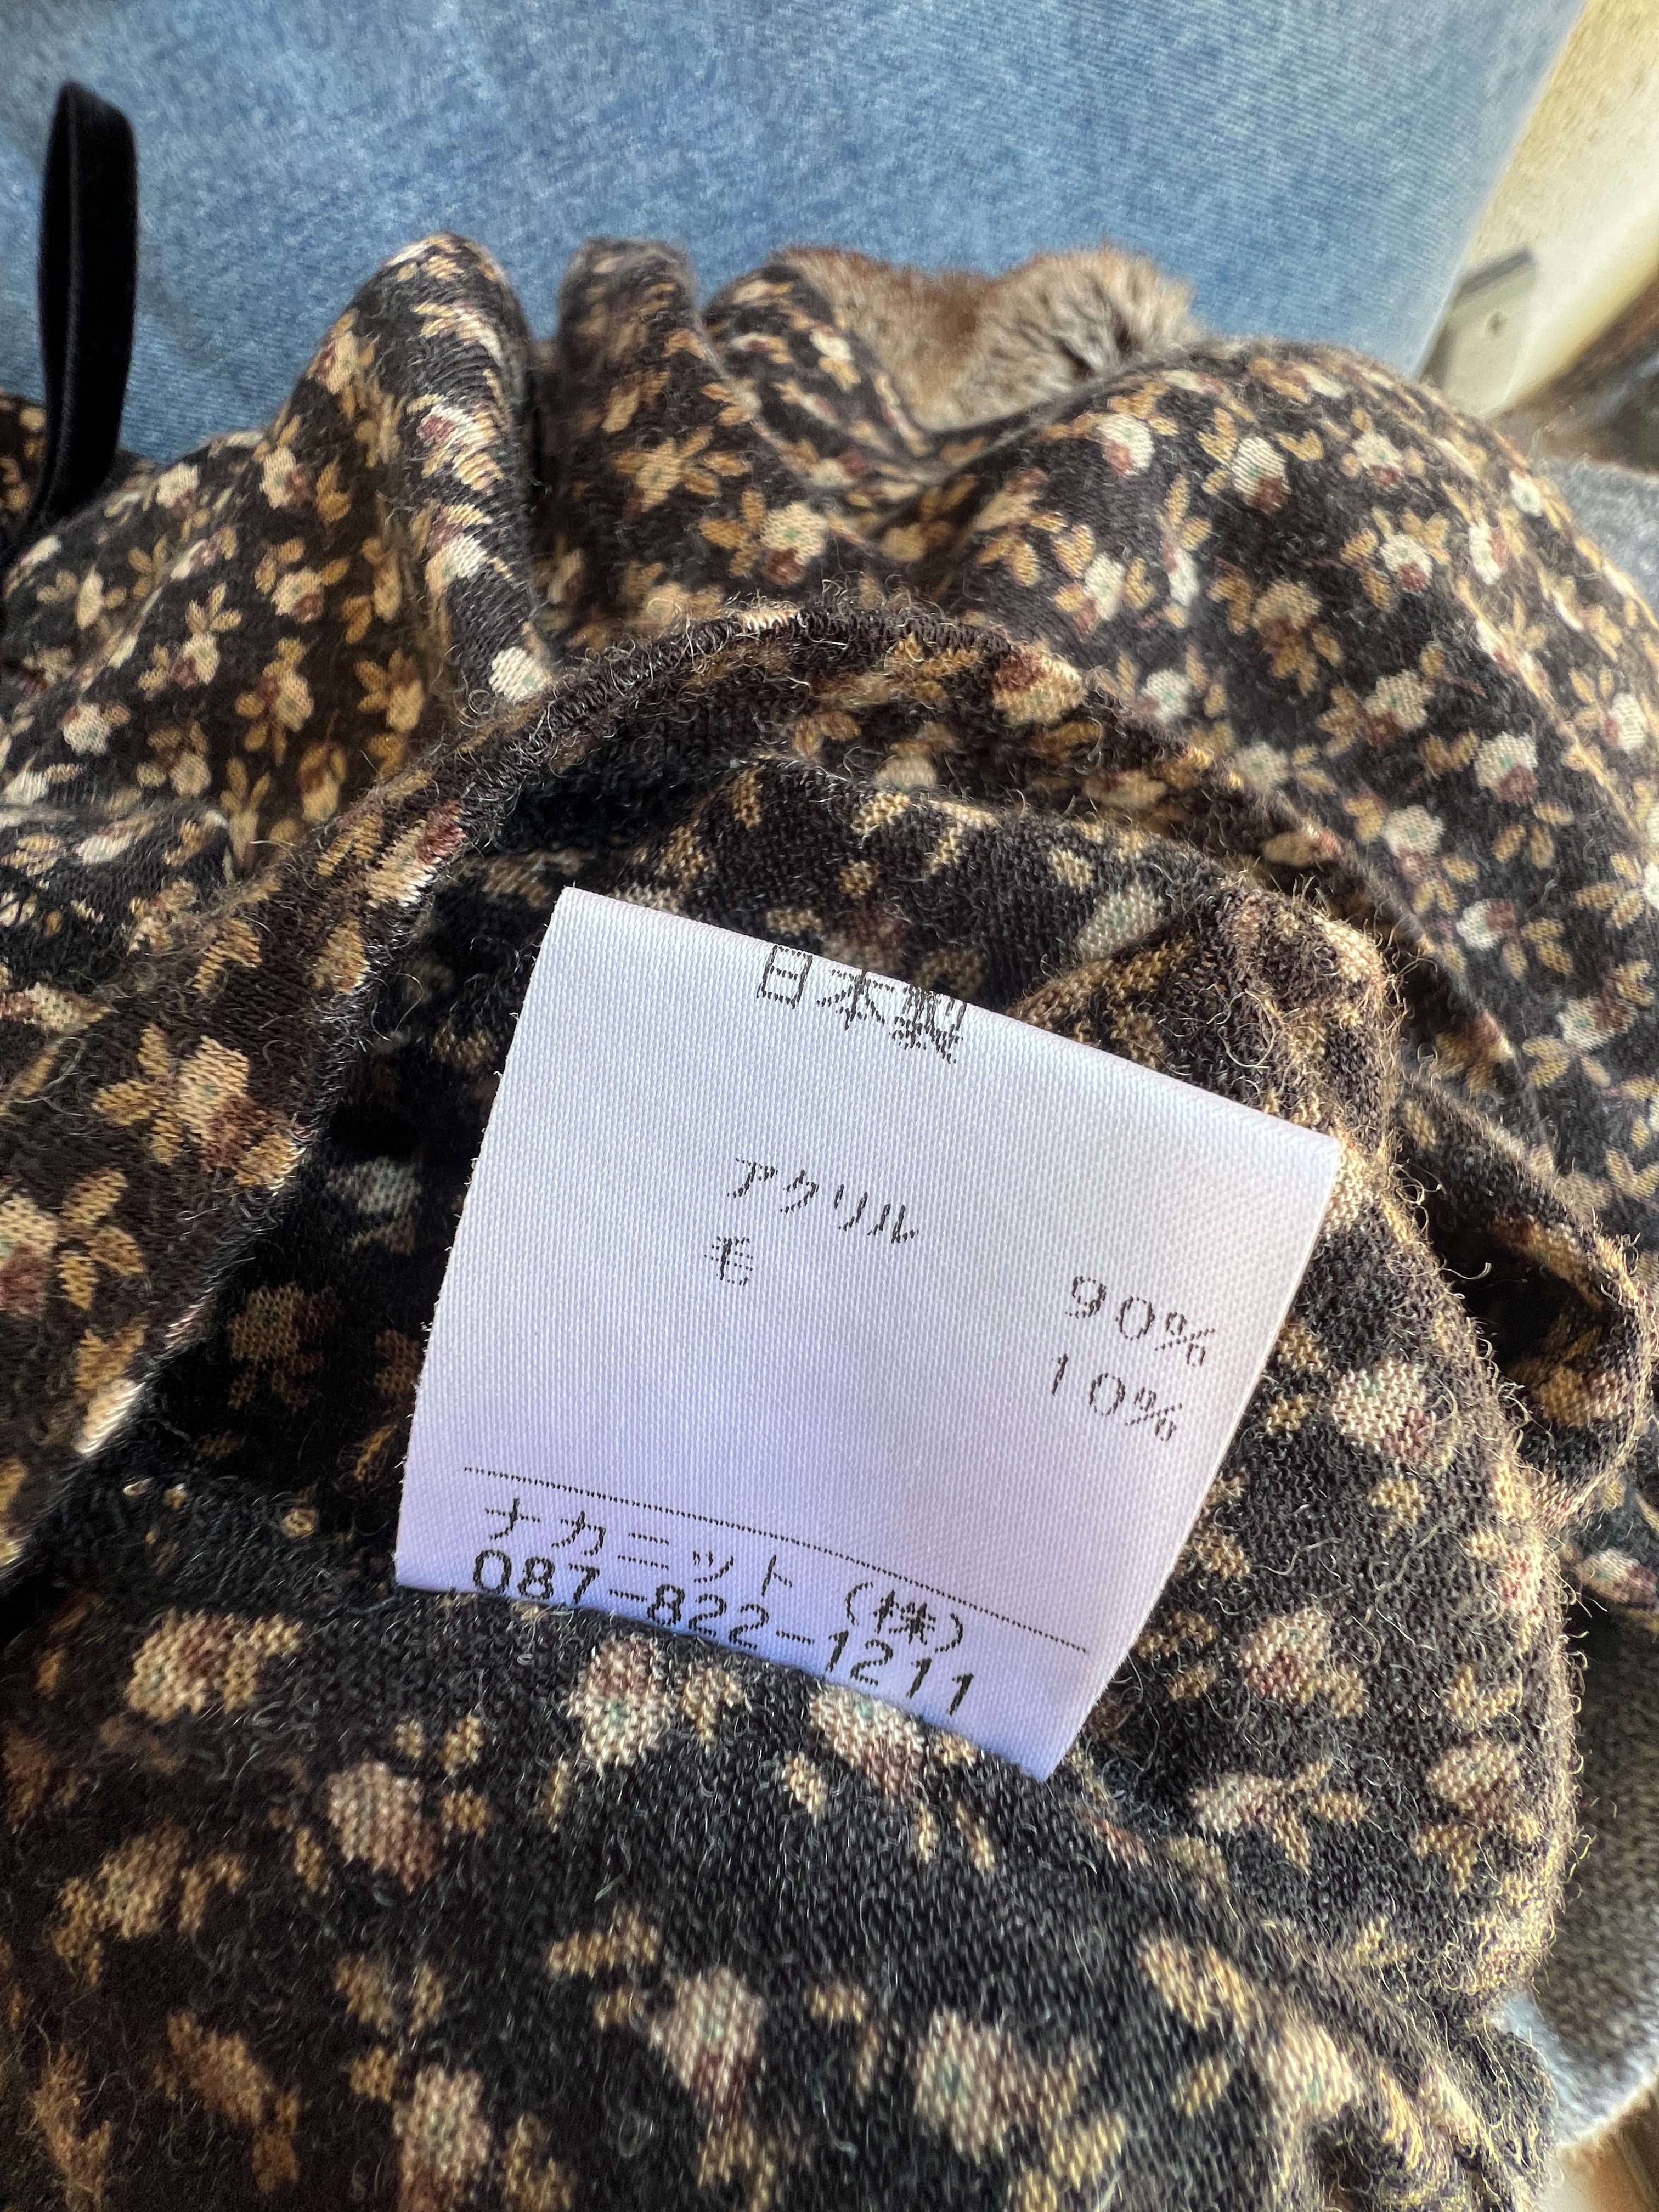 日本製
アクリル 90%
毛 10%
ナカニット（株）
087-822-1211